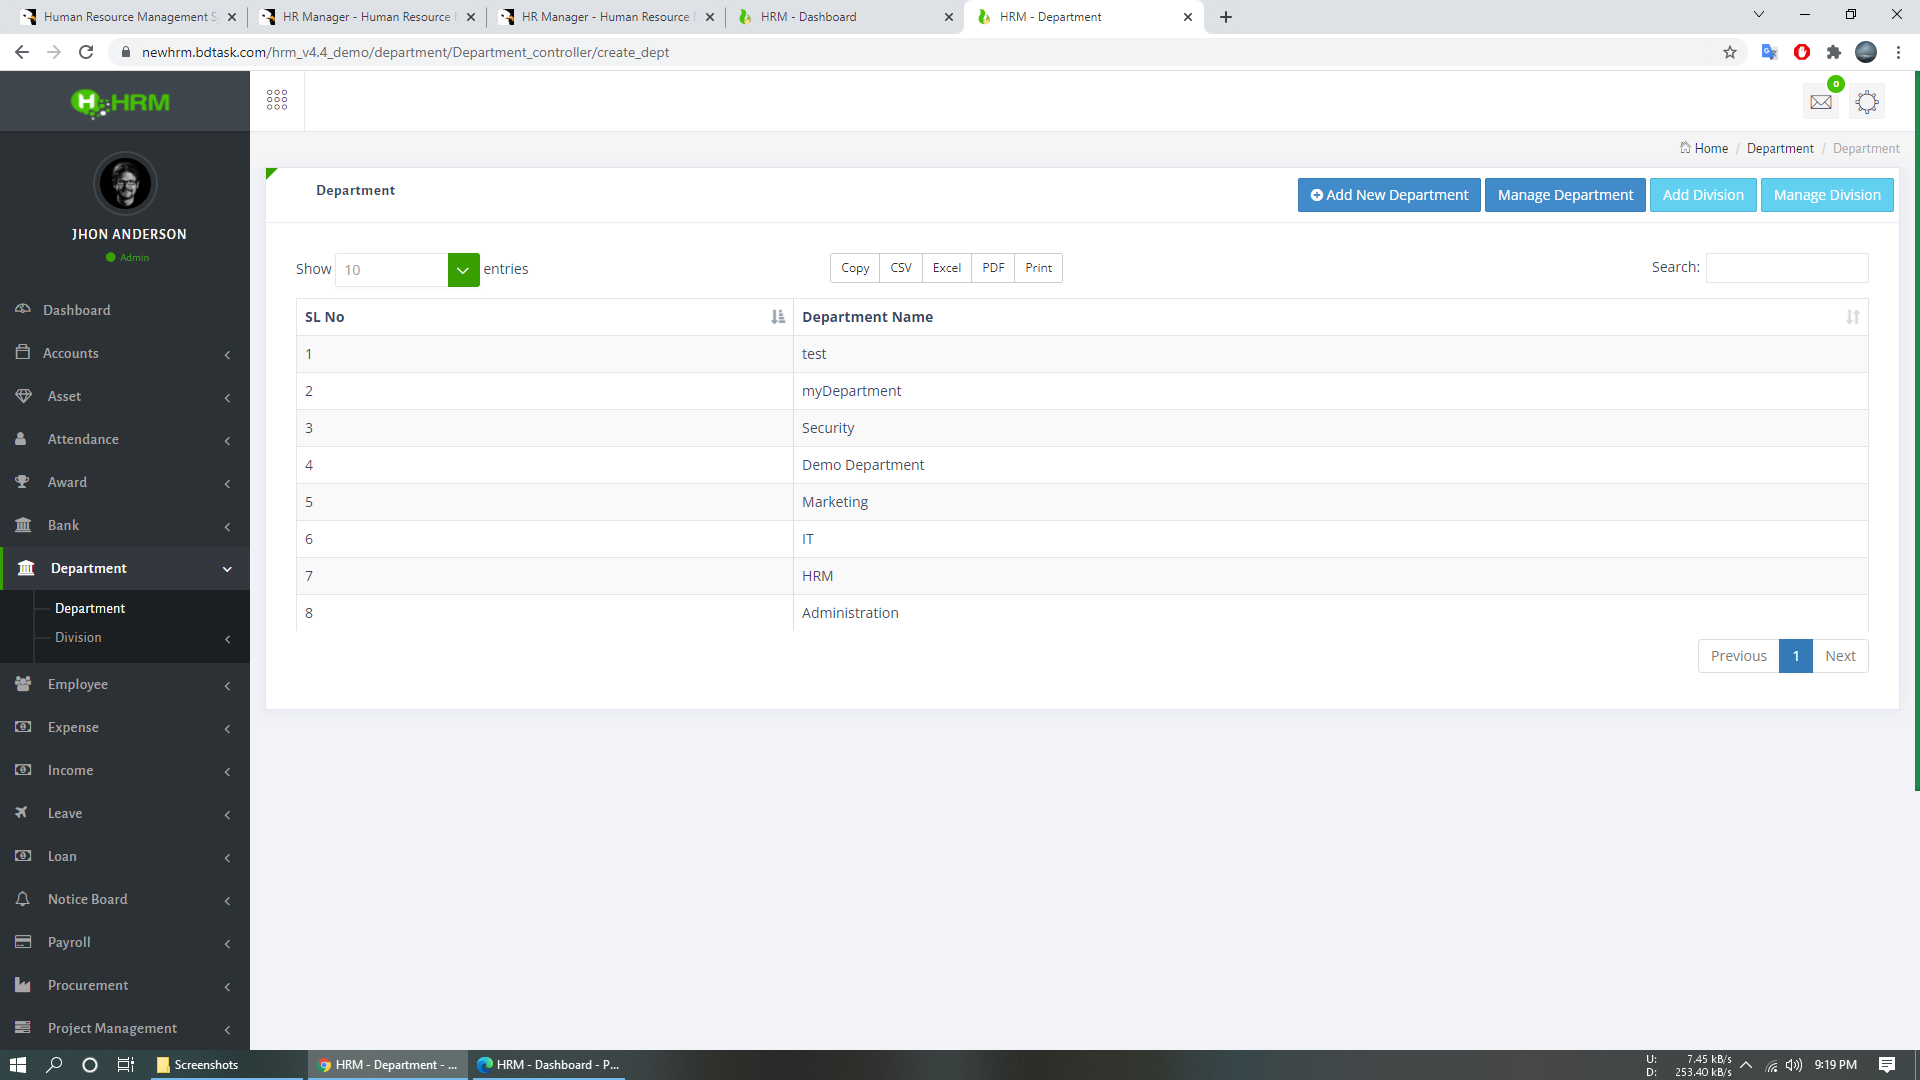 Human Resource Management S
HR Manager - Human Resource
HR Manager - Human Resource
HRM - Dashboard
HRM - Department
newhrm.bdtask.com/hrm_v4.4_demo/department/Department_controller/create_dept
HRM
0
JHON ANDERSON
Admin
Home / Department / Department
Department
Add New Department
Manage Department
Add Division
Manage Division
Show 10 entries
Copy CSV Excel PDF Print
Search:
SL No Department Name
1 test
2 myDepartment
3 Security
4 Demo Department
5 Marketing
6 IT
7 HRM
8 Administration
Previous 1 Next
Dashboard
Accounts
Asset
Attendance
Award
Bank
Department
Department
Division
Employee
Expense
Income
Leave
Loan
Notice Board
Payroll
Procurement
Project Management
Screenshots
HRM - Department - ...
HRM - Dashboard - P...
U: 7.45 kB/s
D: 253.40 kB/s
9:19 PM